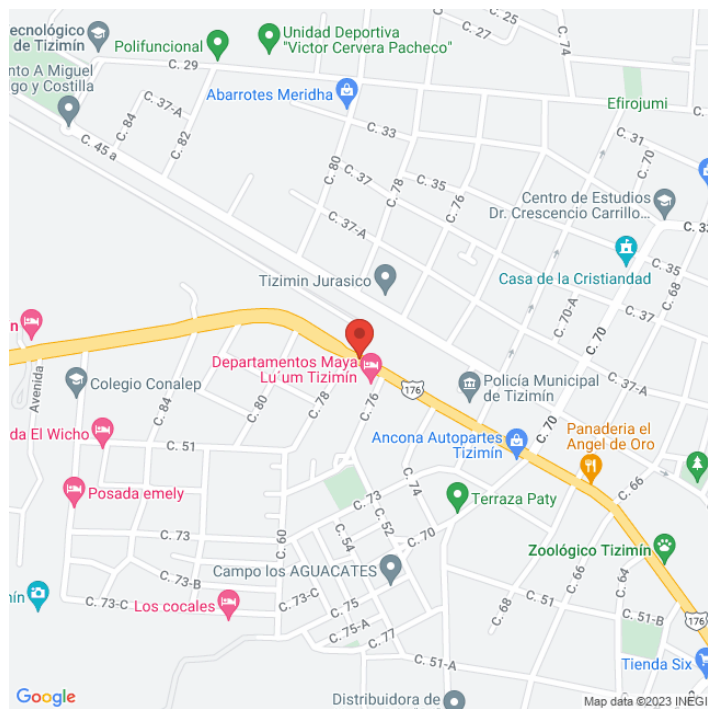 ecnológico
de Tizimín
Polifuncional
Unidad Deportiva
"Victor Cervera Pacheco"
C. 25
C. 27
C. 74
nto A Miguel
go y Costilla
C. 29
Abarrotes Meridha
Efirojumi
C. 37-A
C. 84
C. 82
C. 45 a
C. 80
C. 33
C. 31
C. 70
C. 37
C. 78
C. 35
C. 76
Centro de Estudios
Dr. Crescencio Carrillo...
C. 33
C. 37-A
Casa de la Cristiandad
C. 35
C. 68
Tizimin Jurasico
C. 70-A
C. 70
C. 37
n
Departamentos Maya
Lu´um Tizimín
176
C. 37-A
Avenida
Colegio Conalep
C. 84
C. 80
C. 78
C. 76
Policía Municipal
de Tizimín
C. 70
da El Wicho
C. 51
Ancona Autopartes
Tizimín
Panaderia el
Angel de Oro
C. 66
Posada emely
C. 73
C. 74
Terraza Paty
C. 60
C. 52
C. 54
C. 70
C. 73
Zoológico Tizimín
C. 73-B
Campo los AGUACATES
C. 66
C. 64
C. 73-C
ín
Los cocales
C. 73-C
C. 75
C. 51
C. 68
C. 51-B
176
C. 75-A
C. 77
C. 51-A
Tienda Six
Google
Distribuidora de
Map data ©2023 INEGI